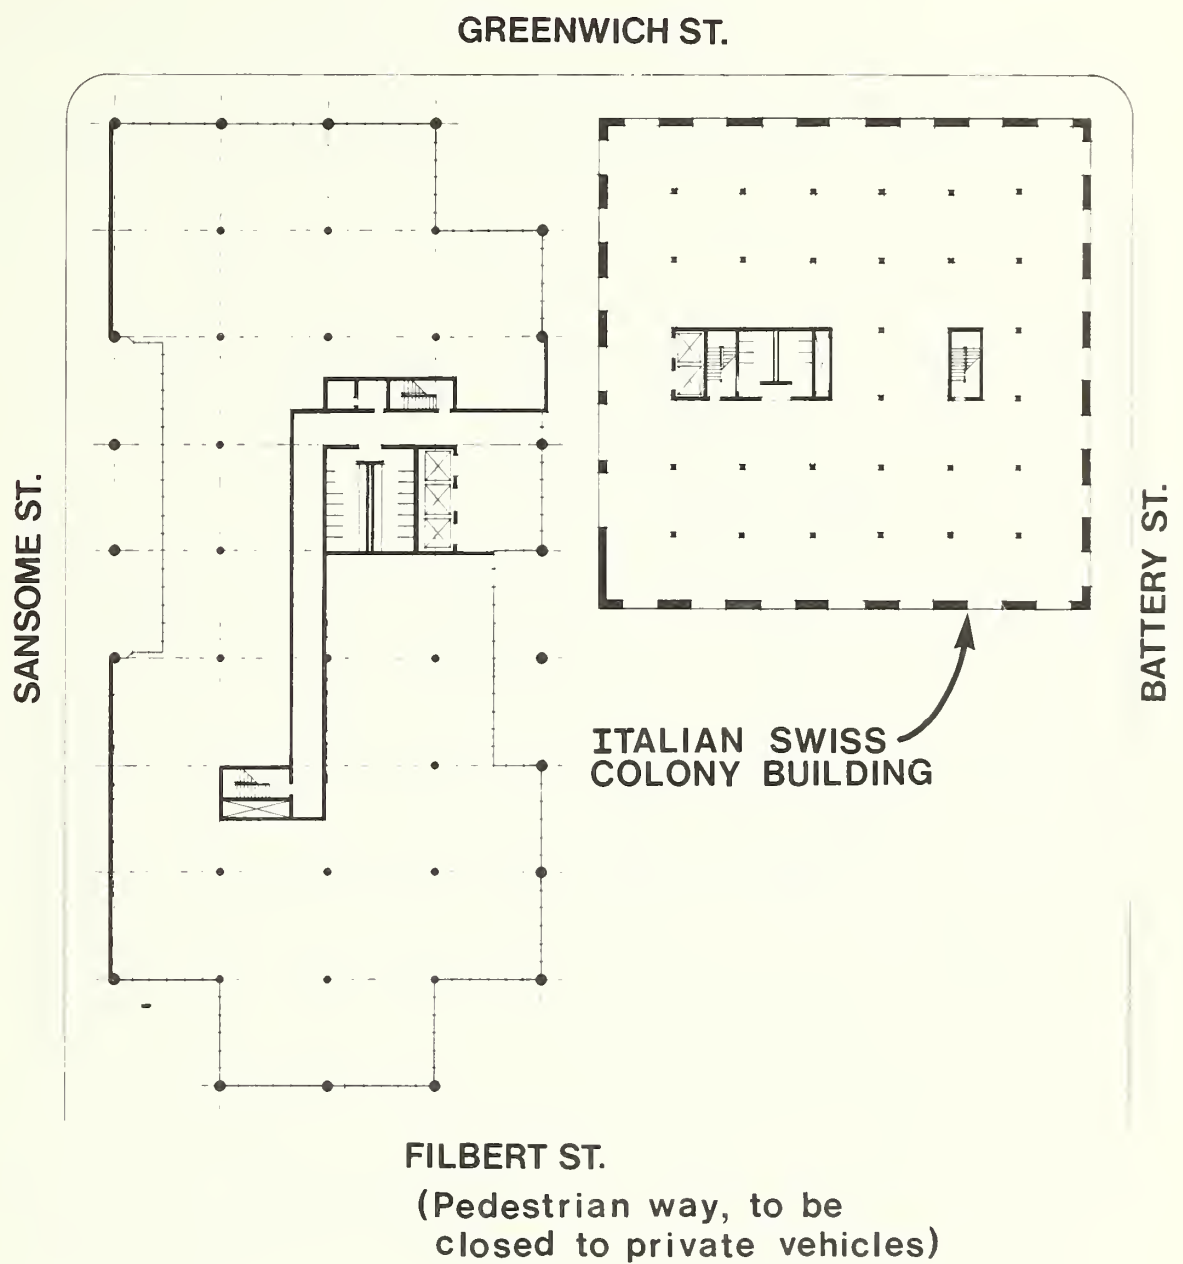 GREENWICH ST.
SANSOME ST.
BATTERY ST.
ITALIAN SWISS
COLONY BUILDING
FILBERT ST.
(Pedestrian way, to be
closed to private vehicles)